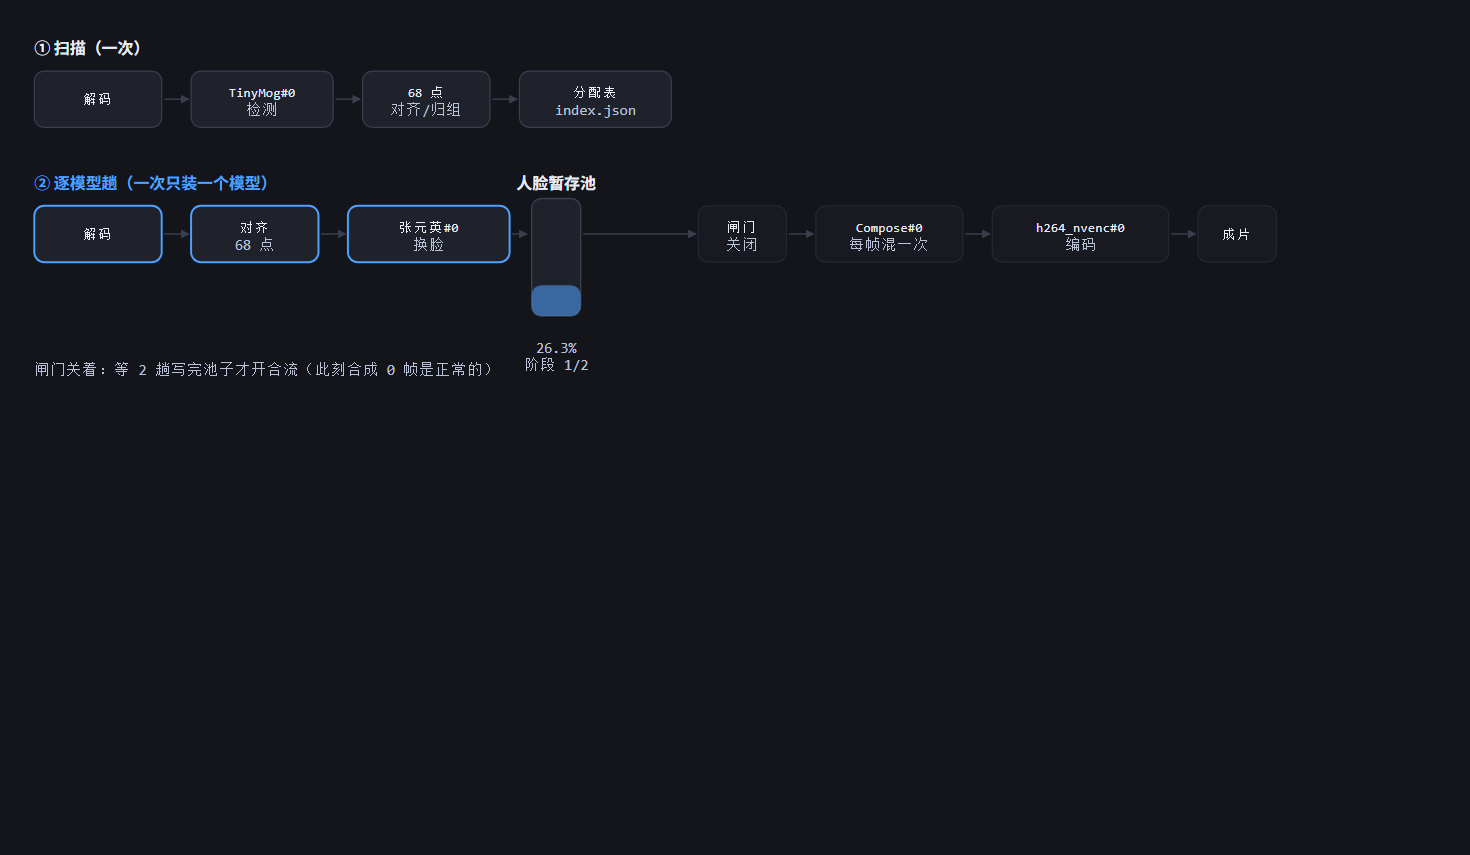 ① 扫描（一次）
解码
TinyMog#0
检测
68 点
对齐/归组
分配表
index.json
② 逐模型趟（一次只装一个模型）
人脸暂存池
解码
对齐
68 点
张元英#0
换脸
闸门
关闭
Compose#0
每帧混一次
h264_nvenc#0
编码
成片
26.3%
阶段 1/2
闸门关着: 等 2 趟写完池子才开合流（此刻合成 0 帧是正常的）